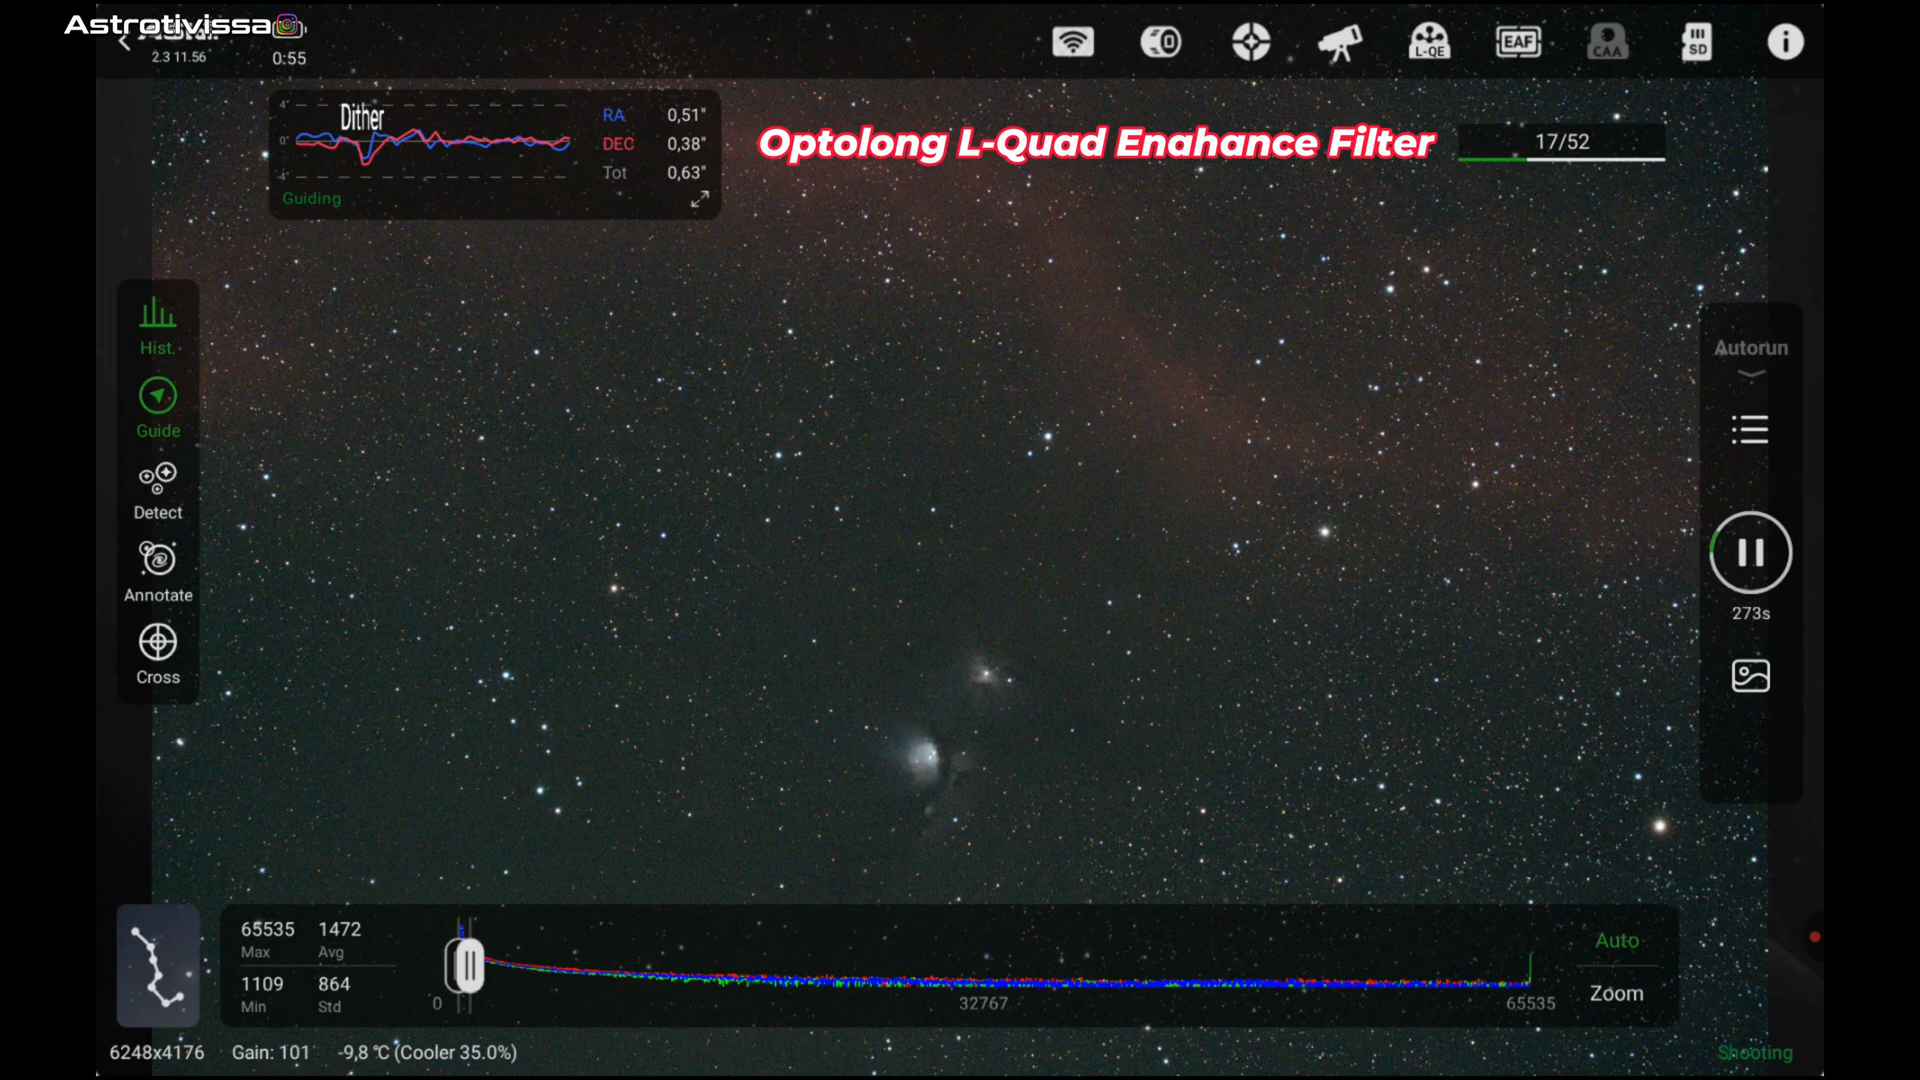 Astrotivissa
2.3 11.56
0:55
L-QE
EAF
CAA
SD
4"
0"
-4"
Dither
RA 0,51"
DEC 0,38"
Tot 0,63"
Guiding
Optolong L-Quad Enahance Filter
17/52
Hist.
Guide
Detect
Annotate
Cross
Autorun
273s
65535 1472
Max Avg
1109 864
Min Std
0 32767 65535
Auto
Zoom
6248x4176 Gain: 101 -9,8 ℃ (Cooler 35.0%)
Shooting